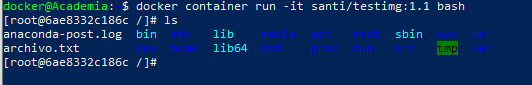 docker@Academia:~$ docker container run -it santi/testimg:1.1 bash
[root@6ae8332c186c /]# ls
anaconda-post.log bin etc lib media opt root sbin sys usr
archivo.txt dev home lib64 mnt proc run srv tmp var
[root@6ae8332c186c /]#